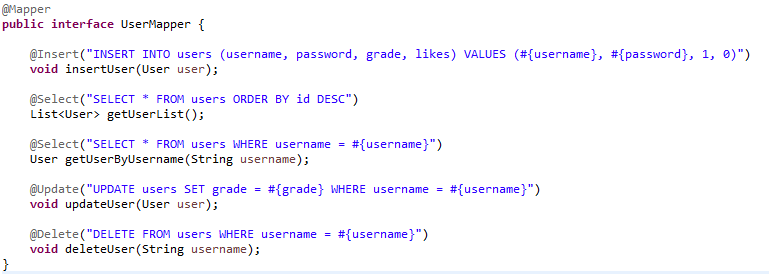 @Mapper
public interface UserMapper {
@Insert("INSERT INTO users (username, password, grade, likes) VALUES (#{username}, #{password}, 1, 0)")
void insertUser(User user);
@Select("SELECT * FROM users ORDER BY id DESC")
List<User> getUserList();
@Select("SELECT * FROM users WHERE username = #{username}")
User getUserByUsername(String username);
@Update("UPDATE users SET grade = #{grade} WHERE username = #{username}")
void updateUser(User user);
@Delete("DELETE FROM users WHERE username = #{username}")
void deleteUser(String username);
}